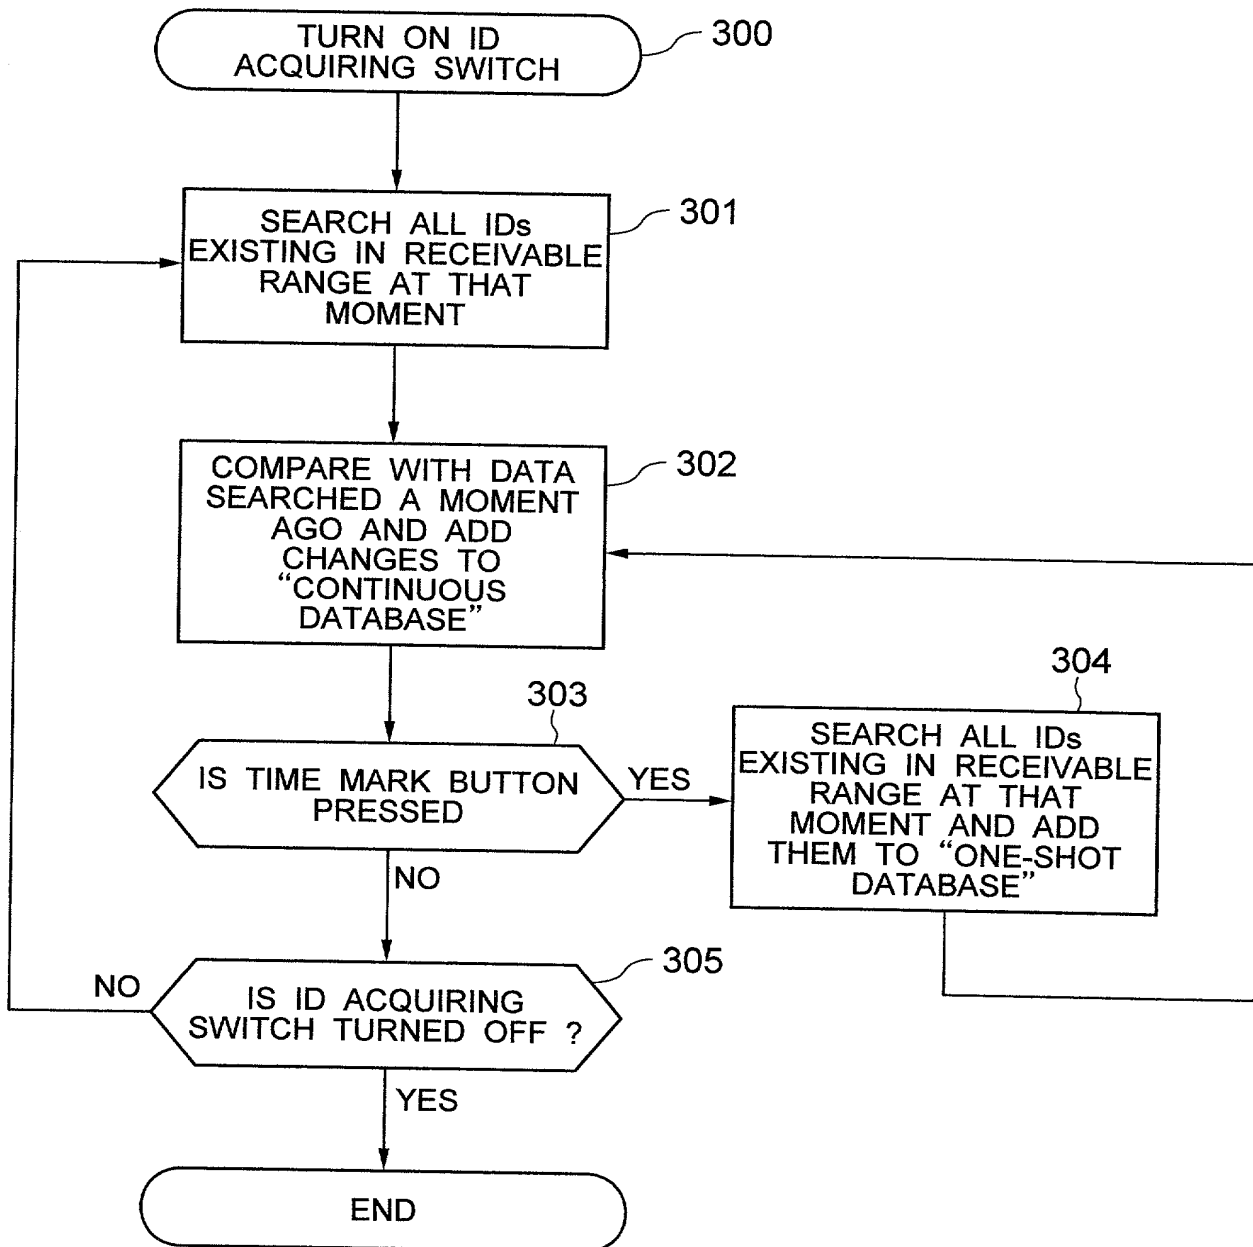 TURN ON ID
ACQUIRING SWITCH
300
SEARCH ALL IDs
EXISTING IN RECEIVABLE
RANGE AT THAT
MOMENT
301
COMPARE WITH DATA
SEARCHED A MOMENT
AGO AND ADD
CHANGES TO
“CONTINUOUS
DATABASE”
302
303
IS TIME MARK BUTTON
PRESSED
YES
NO
304
SEARCH ALL IDs
EXISTING IN RECEIVABLE
RANGE AT THAT
MOMENT AND ADD
THEM TO “ONE-SHOT
DATABASE”
305
NO
IS ID ACQUIRING
SWITCH TURNED OFF ?
YES
END